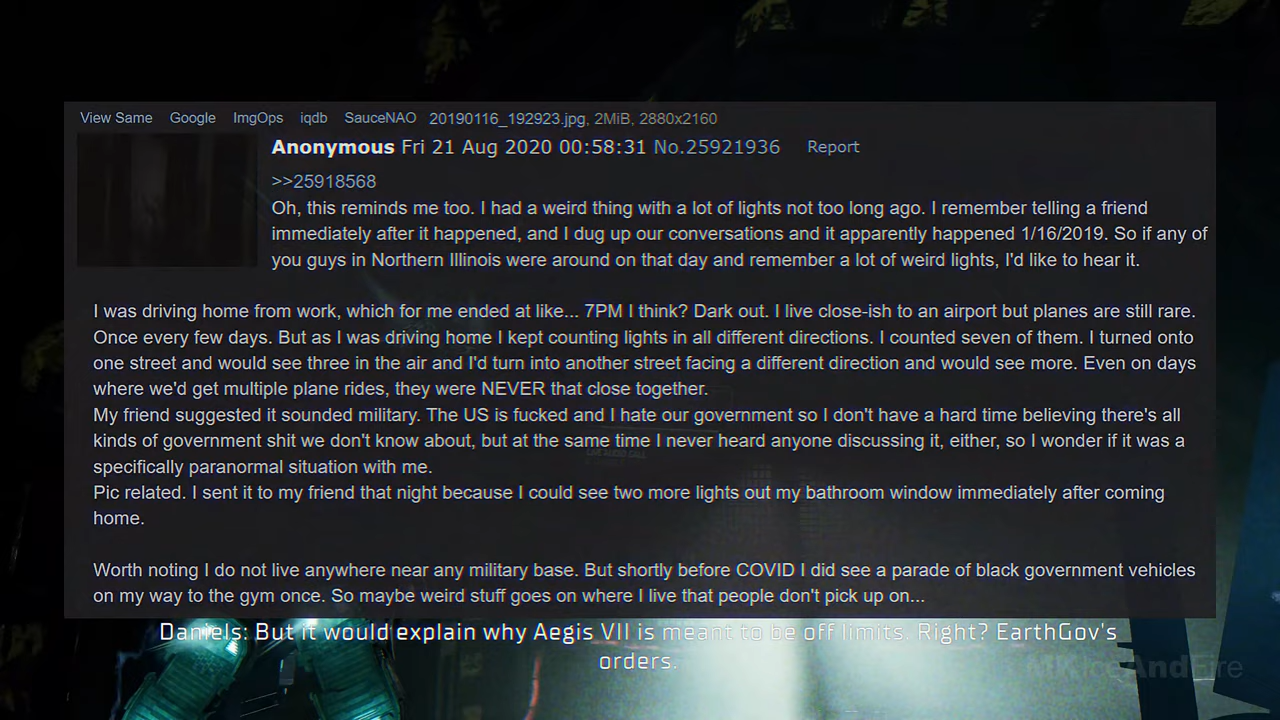 View Same Google ImgOps iqdb SauceNAO 20190116_192923.jpg, 2MiB, 2880x2160
Anonymous Fri 21 Aug 2020 00:58:31 No.25921936 Report
>>25918568
Oh, this reminds me too. I had a weird thing with a lot of lights not too long ago. I remember telling a friend
immediately after it happened, and I dug up our conversations and it apparently happened 1/16/2019. So if any of
you guys in Northern Illinois were around on that day and remember a lot of weird lights, I'd like to hear it.
I was driving home from work, which for me ended at like... 7PM I think? Dark out. I live close-ish to an airport but planes are still rare.
Once every few days. But as I was driving home I kept counting lights in all different directions. I counted seven of them. I turned onto
one street and would see three in the air and I'd turn into another street facing a different direction and would see more. Even on days
where we'd get multiple plane rides, they were NEVER that close together.
My friend suggested it sounded military. The US is fucked and I hate our government so I don't have a hard time believing there's all
kinds of government shit we don't know about, but at the same time I never heard anyone discussing it, either, so I wonder if it was a
specifically paranormal situation with me.
Pic related. I sent it to my friend that night because I could see two more lights out my bathroom window immediately after coming
home.
Worth noting I do not live anywhere near any military base. But shortly before COVID I did see a parade of black government vehicles
on my way to the gym once. So maybe weird stuff goes on where I live that people don't pick up on...
Daniels: But it would explain why Aegis VII is meant to be off limits. Right? EarthGov's
orders.
MKIceAndFire